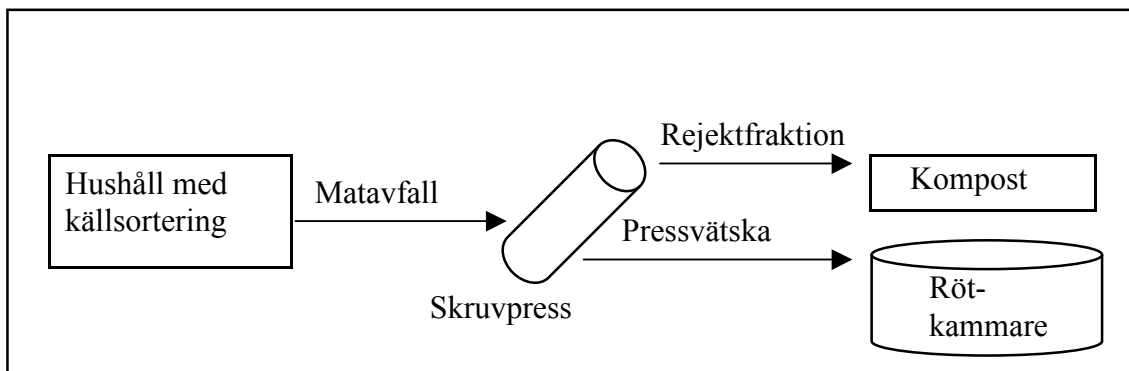 Hushåll med
källsortering
Matavfall
Skruvpress
Rejektfraktion
Kompost
Pressvätska
Röt-
kammare